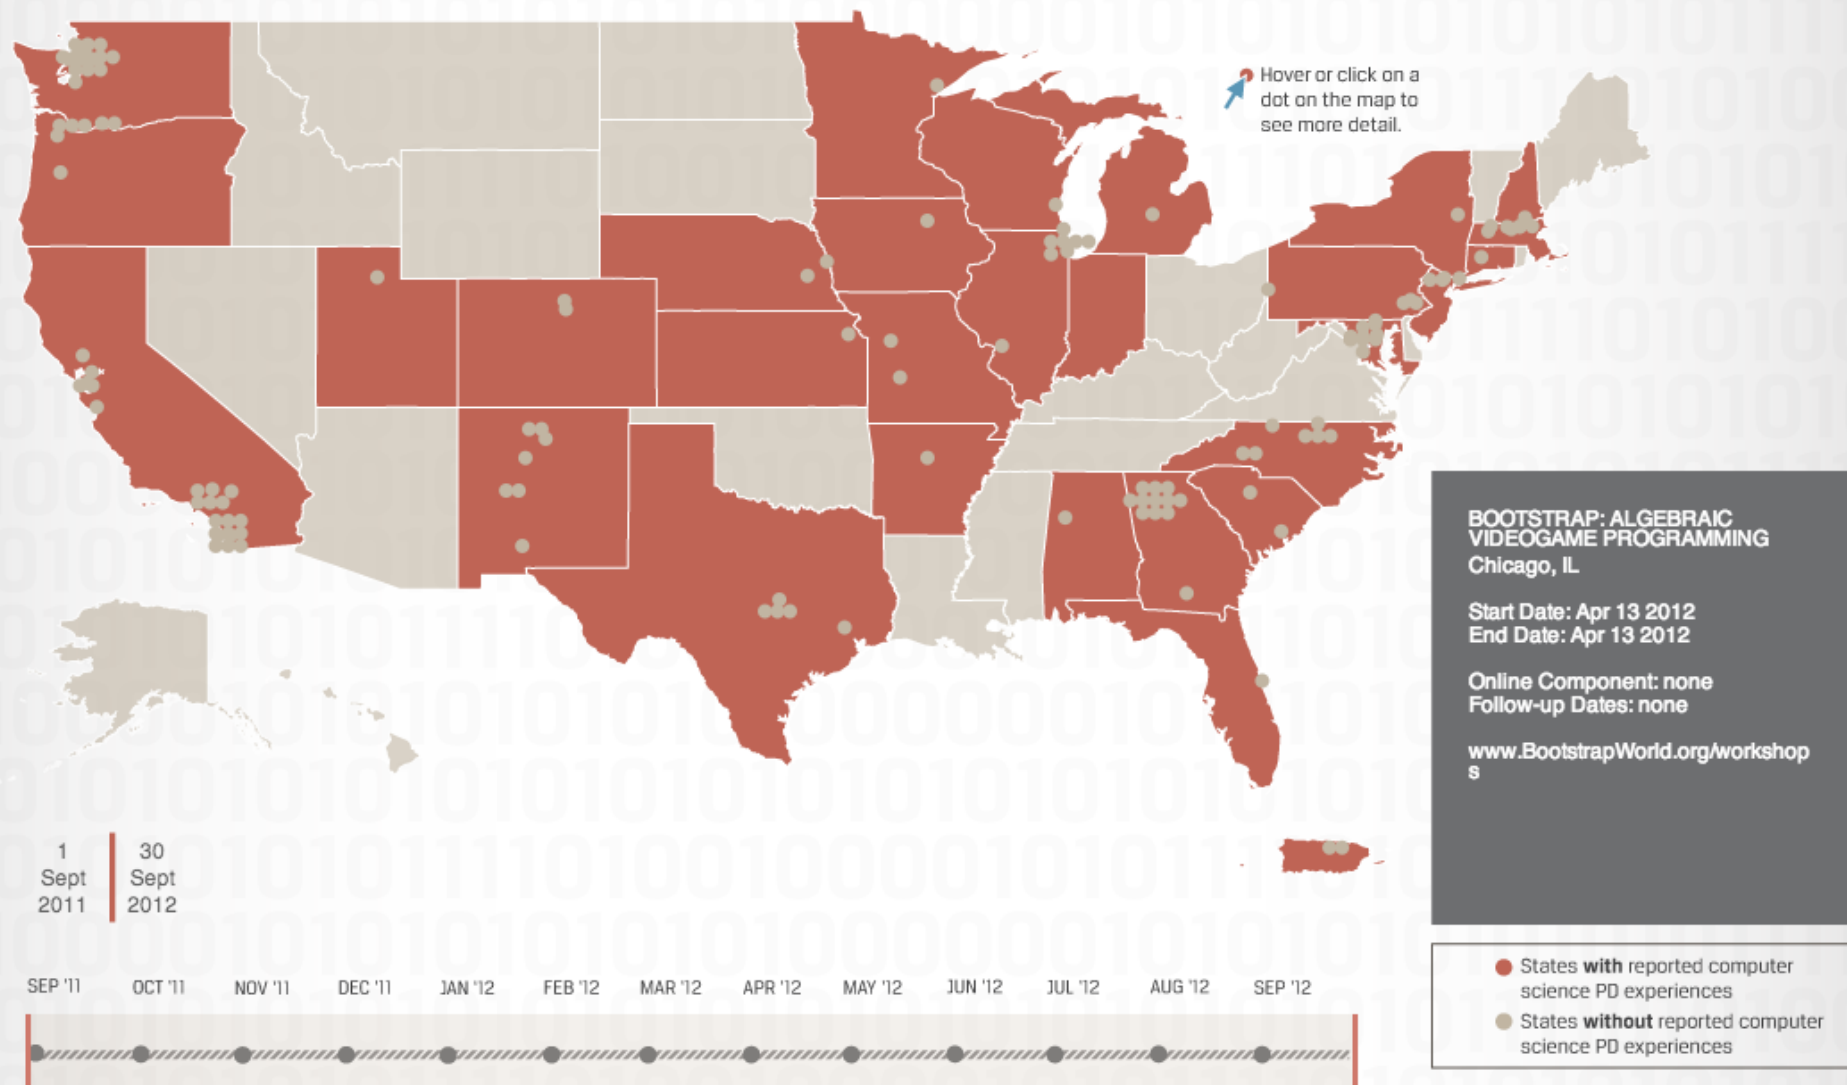 Hover or click on a
dot on the map to
see more detail.
BOOTSTRAP: ALGEBRAIC
VIDEOGAME PROGRAMMING
Chicago, IL
Start Date: Apr 13 2012
End Date: Apr 13 2012
Online Component: none
Follow-up Dates: none
www.BootstrapWorld.org/workshop
s
1
Sept
2011
30
Sept
2012
SEP '11
OCT '11
NOV '11
DEC '11
JAN '12
FEB '12
MAR '12
APR '12
MAY '12
JUN '12
JUL '12
AUG '12
SEP '12
States with reported computer
science PD experiences
States without reported computer
science PD experiences